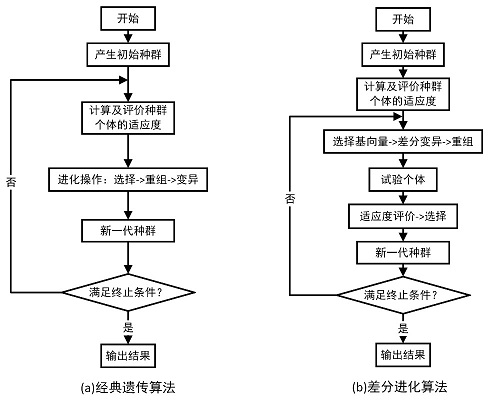 开始
产生初始种群
计算及评价种群
个体的适应度
进化操作：选择->重组->变异
新一代种群
满足终止条件？
否
是
输出结果
(a)经典遗传算法
开始
产生初始种群
计算及评价种群
个体的适应度
选择基向量->差分变异->重组
试验个体
适应度评价->选择
新一代种群
满足终止条件？
否
是
输出结果
(b)差分进化算法